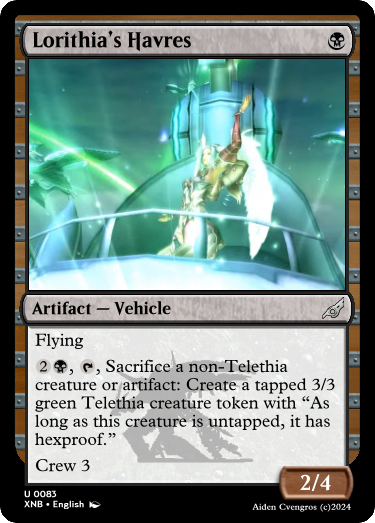 Lorithia's Havres
Artifact — Vehicle
Flying
2 , , Sacrifice a non-Telethia
creature or artifact: Create a tapped 3/3
green Telethia creature token with “As
long as this creature is untapped, it has
hexproof.”
Crew 3
2/4
U 0083
XNB • English
Aiden Cvengros (c)2024